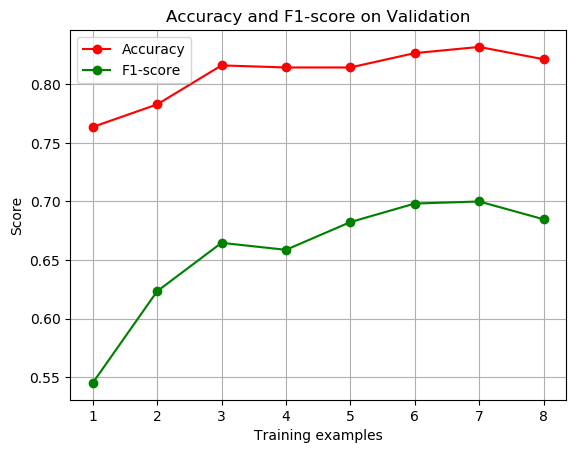 Accuracy and F1-score on Validation
Accuracy
F1-score
0.80
0.75
0.70
0.65
0.60
0.55
Score
1 2 3 4 5 6 7 8
Training examples